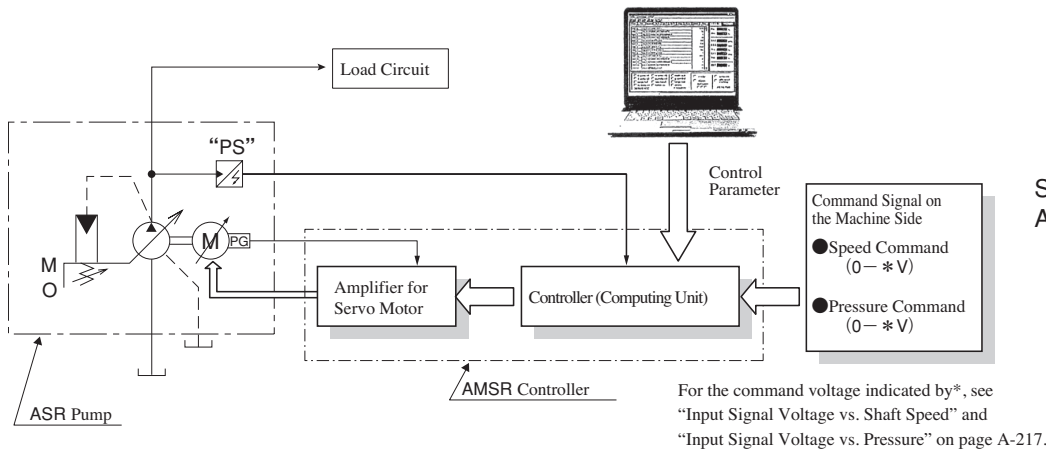 Load Circuit
“PS”
Control
Parameter
Command Signal on
the Machine Side
●Speed Command
(0－＊V)
●Pressure Command
(0－＊V)
S
A
M
PG
M
O
Amplifier for
Servo Motor
Controller (Computing Unit)
AMSR Controller
ASR Pump
For the command voltage indicated by*, see
“Input Signal Voltage vs. Shaft Speed” and
“Input Signal Voltage vs. Pressure” on page A-217.